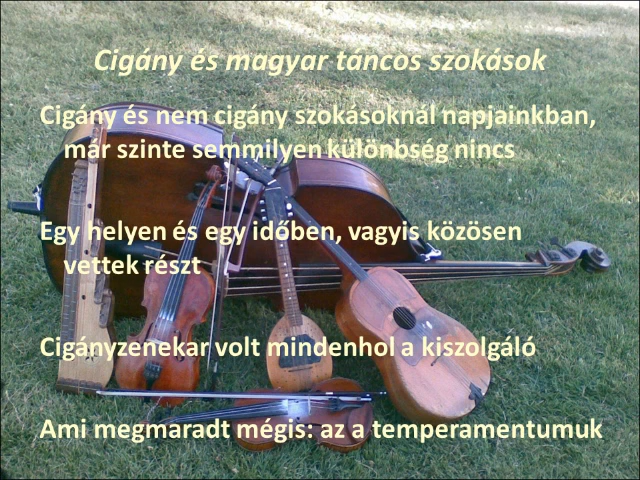 Cigány és magyar táncos szokások
Cigány és nem cigány szokásoknál napjainkban,
már szinte semmilyen különbség nincs
Egy helyen és egy időben, vagyis közösen
vettek részt
Cigányzenekar volt mindenhol a kiszolgáló
Ami megmaradt mégis: az a temperamentumuk